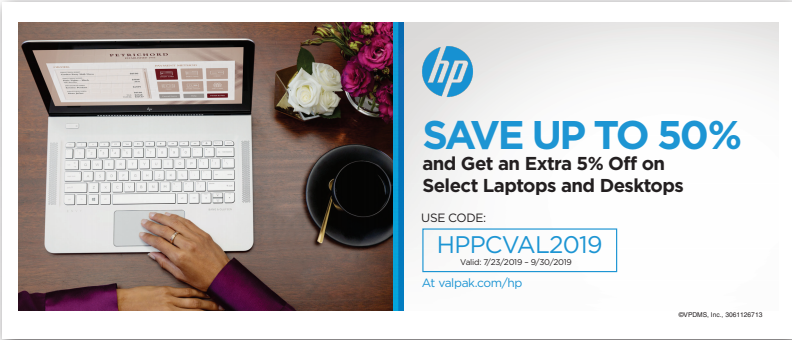 PETRICHORD
hp
SAVE UP TO 50%
and Get an Extra 5% Off on
Select Laptops and Desktops
USE CODE:
HPPCVAL2019
Valid: 7/23/2019 – 9/30/2019
At valpak.com/hp
©VPDMS, Inc., 3061126713